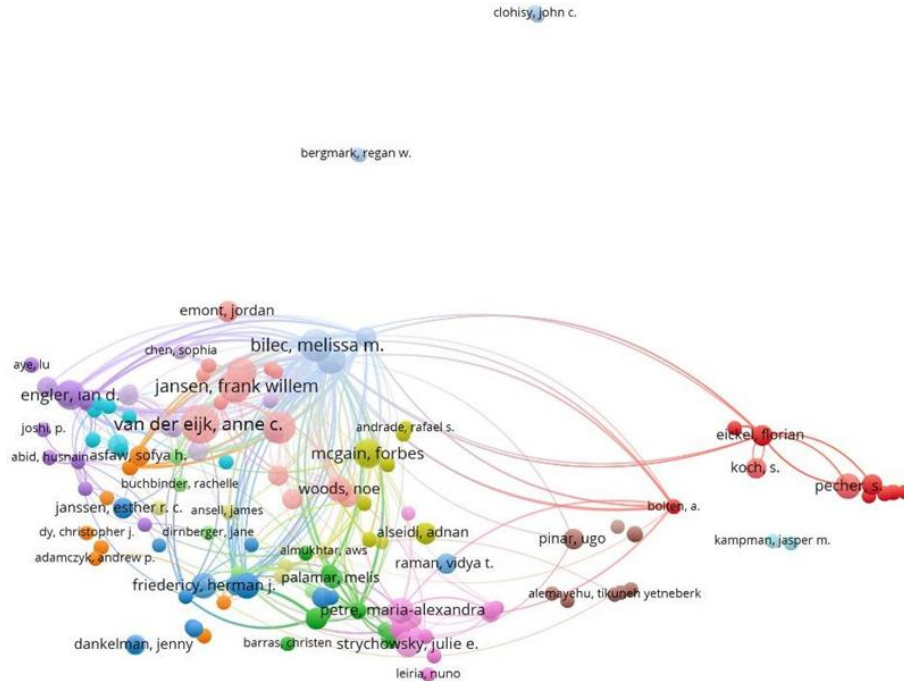 clohisy, john c.
bergmark, regan w.
emont, jordan
bilec, melissa m.
chen, sophia
aye, lu
jansen, frank willem
engler, ian d.
van der eijk, anne c.
andrade, rafael s.
joshi, p.
eickel, florian
mcgain, forbes
abid, husnain
asfaw, sofya h.
koch, s.
buchbinder, rachelle
woods, noe
pecher, s.
janssen, esther r. c.
ansell, james
bolten, a.
dy, christopher j.
dirnberger, jane
alseidi, adnan
pinar, ugo
kampman, jasper m.
adamczyk, andrew p.
almukhtar, aws
raman, vidya t.
friedericy, herman j.
palamar, melis
alemayehu, tikuneh yetneberk
petre, maria-alexandra
dankelman, jenny
barras, christen
strychowsky, julie e.
leiria, nuno